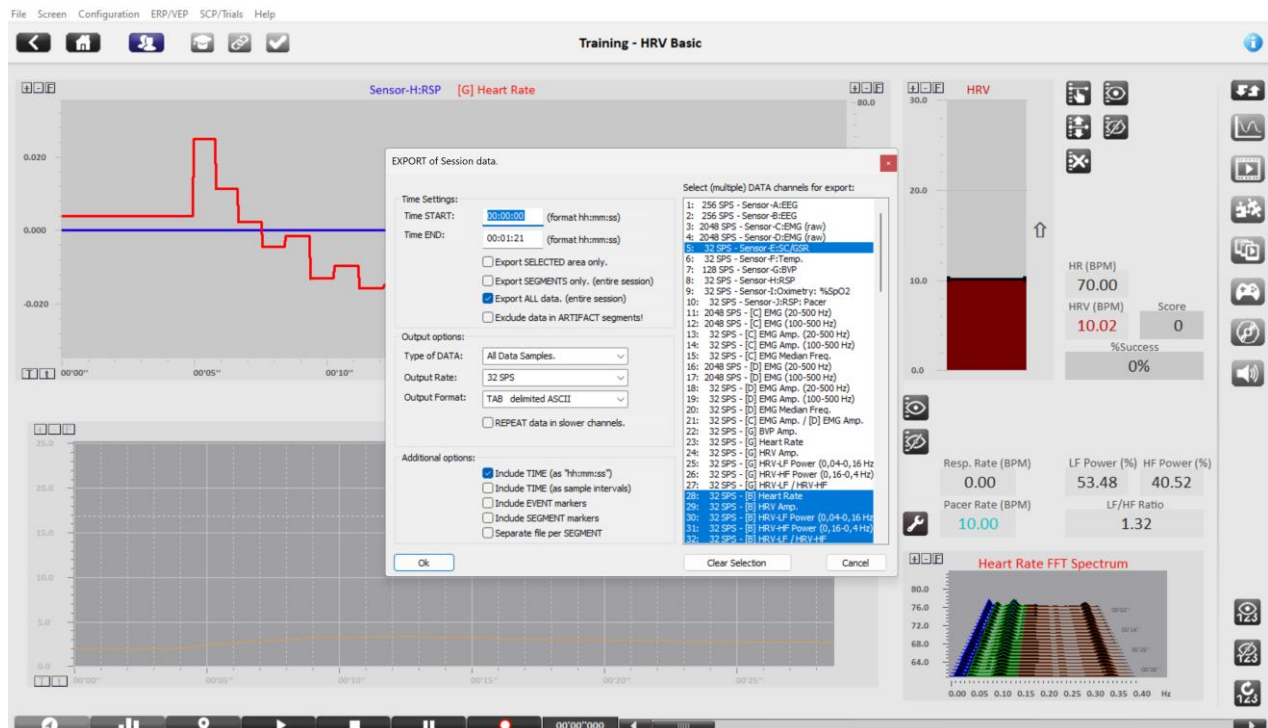 File Screen Configuration ERP/VEP SCP/Trials Help
Training - HRV Basic
Sensor-H:RSP [G] Heart Rate
80.0
0.020
0.000
-0.020
00'00" 00'05" 00'10"
25.0
20.0
15.0
10.0
5.0
0.0
00'00" 00'05" 00'10" 00'15" 00'20" 00'25"
EXPORT of Session data.
Time Settings:
Time START: 00:00:00 (format hh:mm:ss)
Time END: 00:01:21 (format hh:mm:ss)
Export SELECTED area only.
Export SEGMENTS only. (entire session)
Export ALL data. (entire session)
Exclude data in ARTIFACT segments!
Output options:
Type of DATA: All Data Samples.
Output Rate: 32 SPS
Output Format: TAB delimited ASCII
REPEAT data in slower channels.
Additional options:
Include TIME (as "hh:mm:ss")
Include TIME (as sample intervals)
Include EVENT markers
Include SEGMENT markers
Separate file per SEGMENT
Ok
Select (multiple) DATA channels for export:
1: 256 SPS - Sensor-A:EEG
2: 256 SPS - Sensor-B:EEG
3: 2048 SPS - Sensor-C:EMG (raw)
4: 2048 SPS - Sensor-D:EMG (raw)
5: 32 SPS - Sensor-E:SC/GSR
6: 32 SPS - Sensor-F:Temp.
7: 128 SPS - Sensor-G:BVP
8: 32 SPS - Sensor-H:RSP
9: 32 SPS - Sensor-I:Oximetry: %SpO2
10: 32 SPS - Sensor-J:RSP: Pacer
11: 2048 SPS - [C] EMG (20-500 Hz)
12: 2048 SPS - [C] EMG (100-500 Hz)
13: 32 SPS - [C] EMG Amp. (20-500 Hz)
14: 32 SPS - [C] EMG Amp. (100-500 Hz)
15: 32 SPS - [C] EMG Median Freq.
16: 2048 SPS - [D] EMG (20-500 Hz)
17: 2048 SPS - [D] EMG (100-500 Hz)
18: 32 SPS - [D] EMG Amp. (20-500 Hz)
19: 32 SPS - [D] EMG Amp. (100-500 Hz)
20: 32 SPS - [D] EMG Median Freq.
21: 32 SPS - [C] EMG Amp. / [D] EMG Amp.
22: 32 SPS - [G] BVP Amp.
23: 32 SPS - [G] Heart Rate
24: 32 SPS - [G] HRV Amp.
25: 32 SPS - [G] HRV-LF Power (0,04-0,16 Hz
26: 32 SPS - [G] HRV-HF Power (0,16-0,4 Hz)
27: 32 SPS - [G] HRV-LF / HRV-HF
28: 32 SPS - [B] Heart Rate
29: 32 SPS - [B] HRV Amp.
30: 32 SPS - [B] HRV-LF Power (0,04-0,16 Hz
31: 32 SPS - [B] HRV-HF Power (0,16-0,4 Hz)
32: 32 SPS - [B] HRV-LF / HRV-HF
Clear Selection Cancel
HRV
30.0
20.0
10.0
0.0
HR (BPM)
70.00
HRV (BPM) Score
10.02 0
%Success
0%
Resp. Rate (BPM) LF Power (%) HF Power (%)
0.00 53.48 40.52
Pacer Rate (BPM) LF/HF Ratio
10.00 1.32
Heart Rate FFT Spectrum
80.0
76.0
72.0
68.0
64.0
0.00 0.05 0.10 0.15 0.20 0.25 0.30 0.35 0.40 Hz
123
123
123
00'00"000